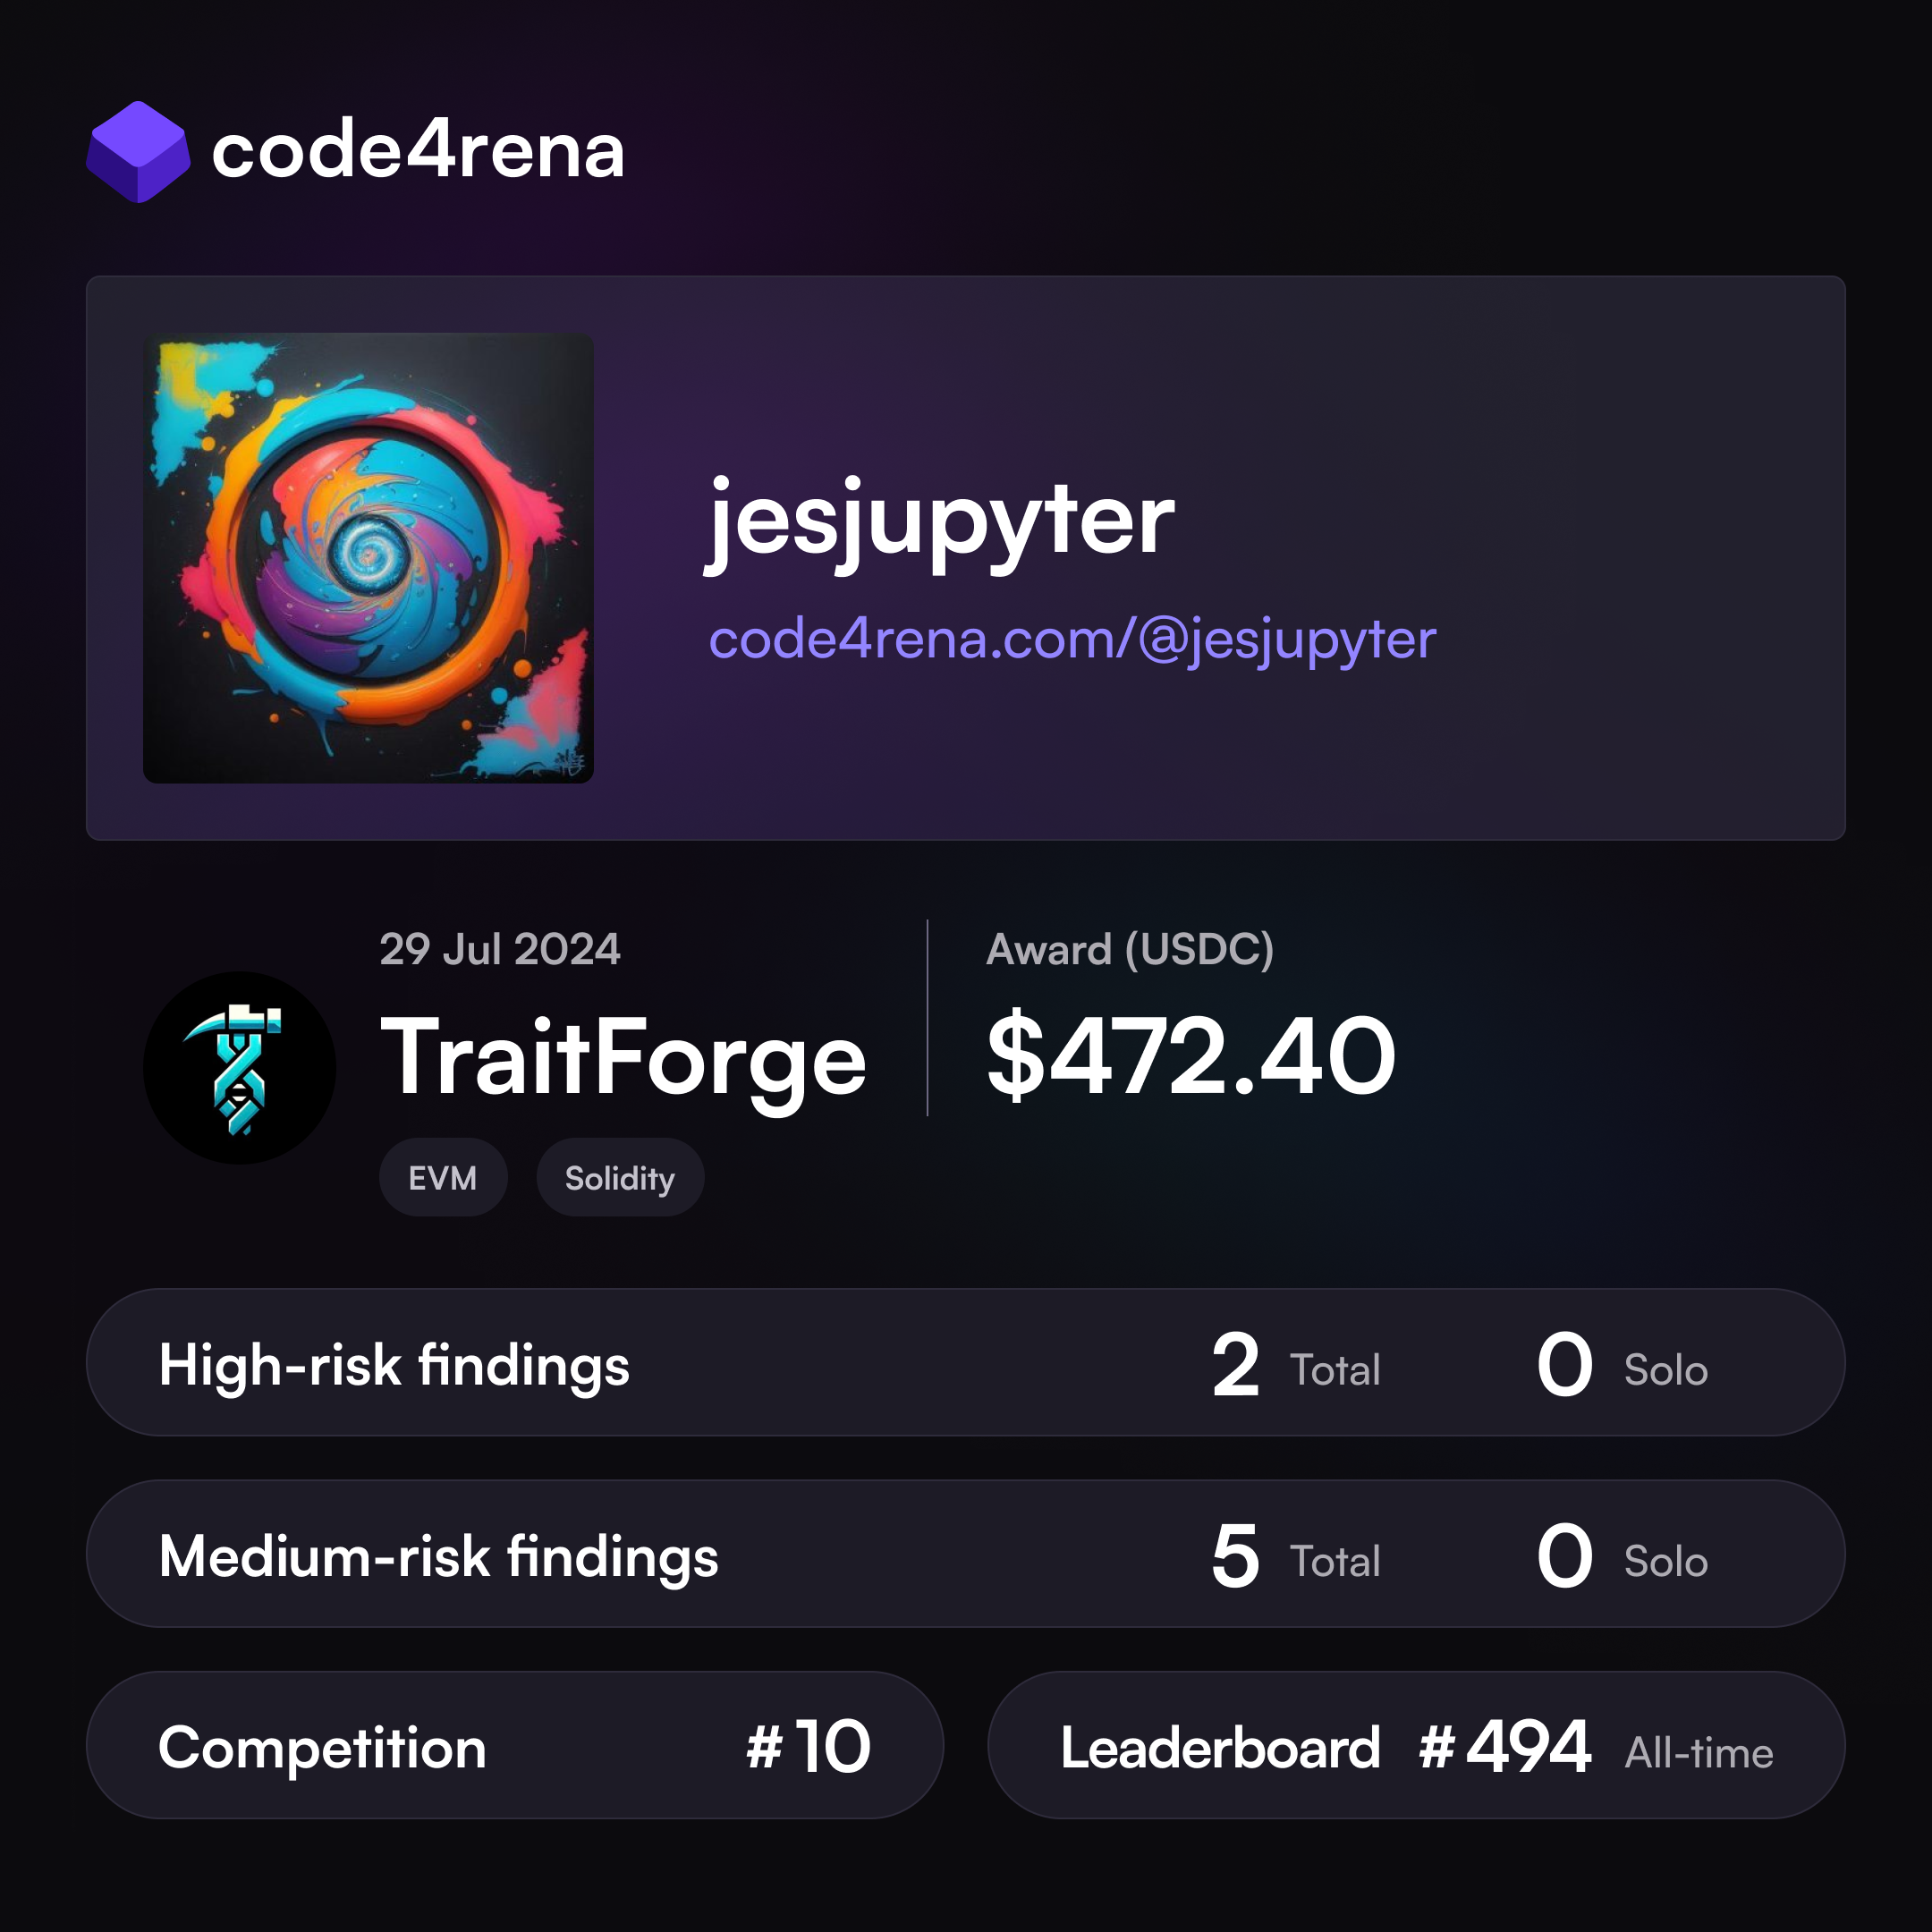 code4rena
jesjupyter
code4rena.com/@jesjupyter
29 Jul 2024
TraitForge
EVM Solidity
Award (USDC)
$472.40
High-risk findings 2 Total 0 Solo
Medium-risk findings 5 Total 0 Solo
Competition #10
Leaderboard #494 All-time